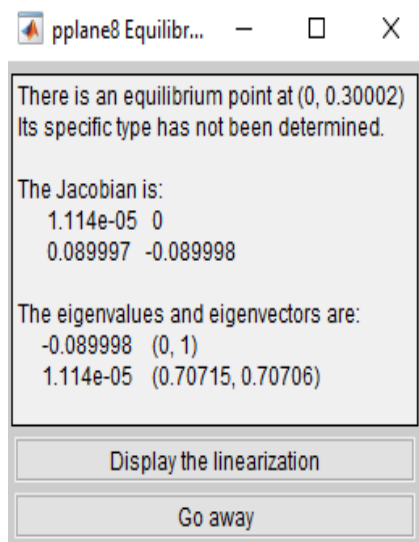 pplane8 Equilibr...
There is an equilibrium point at (0, 0.30002)
Its specific type has not been determined.
The Jacobian is:
1.114e-05 0
0.089997 -0.089998
The eigenvalues and eigenvectors are:
-0.089998 (0, 1)
1.114e-05 (0.70715, 0.70706)
Display the linearization
Go away